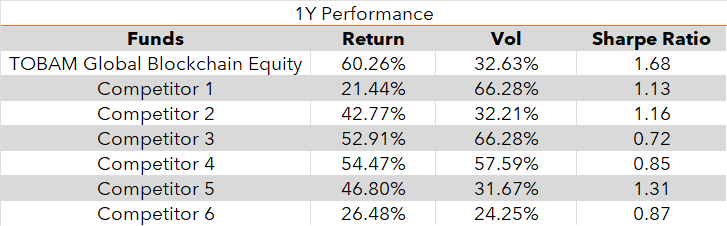 1Y Performance
Funds Return Vol Sharpe Ratio
TOBAM Global Blockchain Equity 60.26% 32.63% 1.68
Competitor 1 21.44% 66.28% 1.13
Competitor 2 42.77% 32.21% 1.16
Competitor 3 52.91% 66.28% 0.72
Competitor 4 54.47% 57.59% 0.85
Competitor 5 46.80% 31.67% 1.31
Competitor 6 26.48% 24.25% 0.87